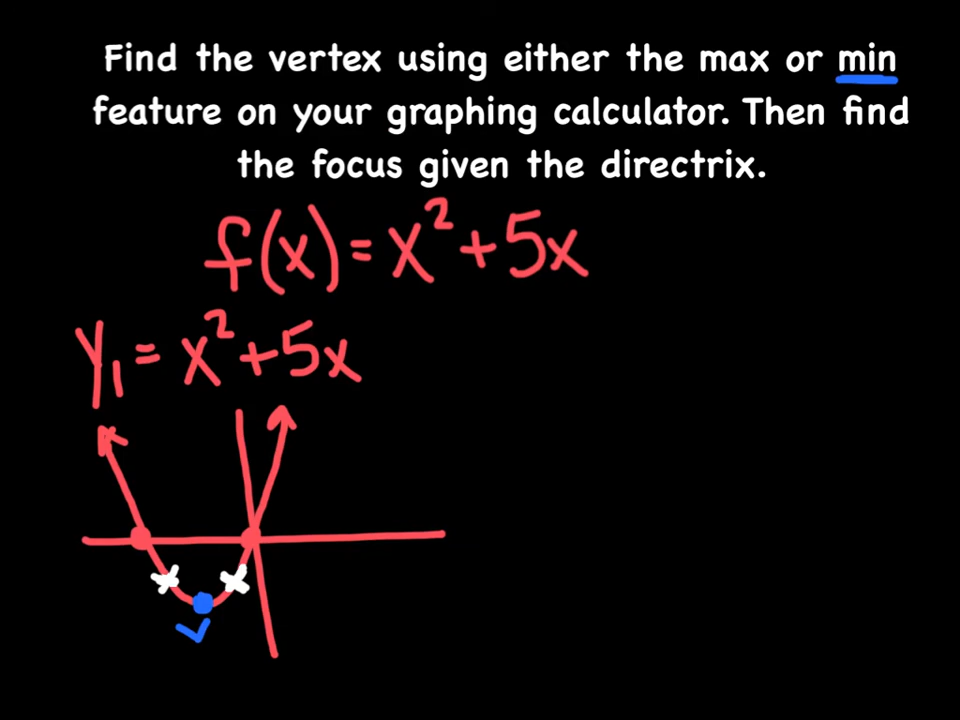 Find the vertex using either the max or min
feature on your graphing calculator. Then find
the focus given the directrix.
f(x) = x² + 5x
y₁ = x² + 5x